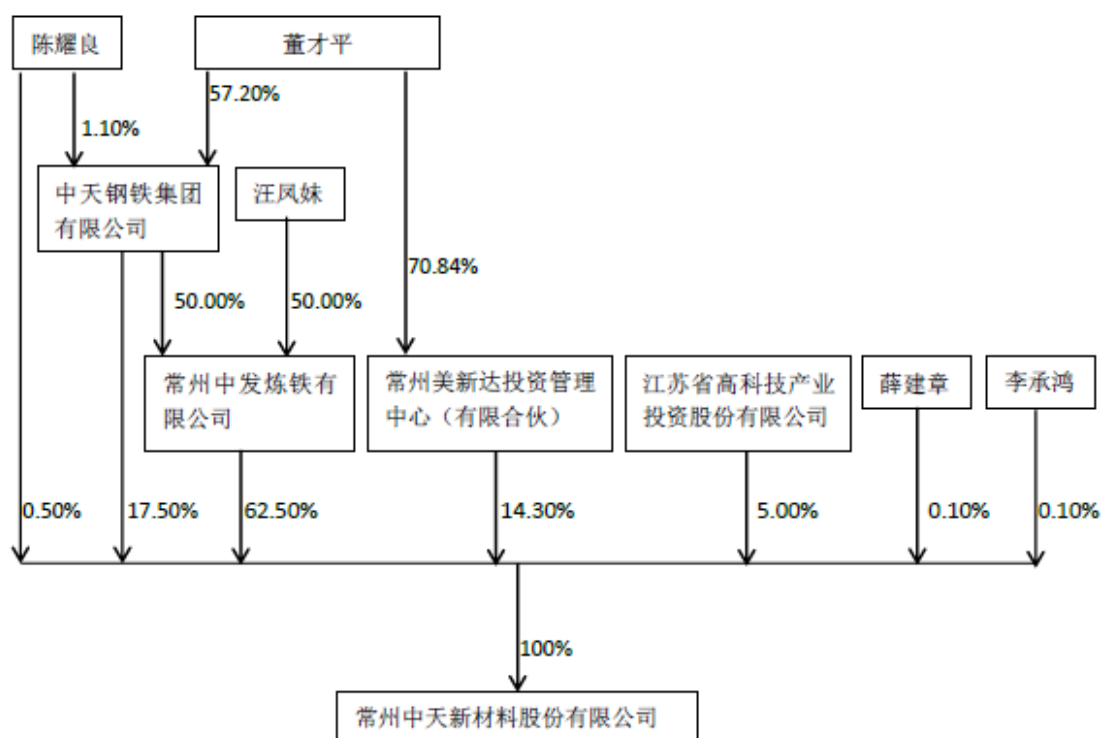 陈耀良
董才平
57.20%
1.10%
中天钢铁集团
有限公司
汪凤妹
70.84%
50.00%
50.00%
常州中发炼铁有
限公司
常州美新达投资管理
中心（有限合伙）
江苏省高科技产业
投资股份有限公司
薛建章
李承鸿
0.50%
17.50%
62.50%
14.30%
5.00%
0.10%
0.10%
100%
常州中天新材料股份有限公司